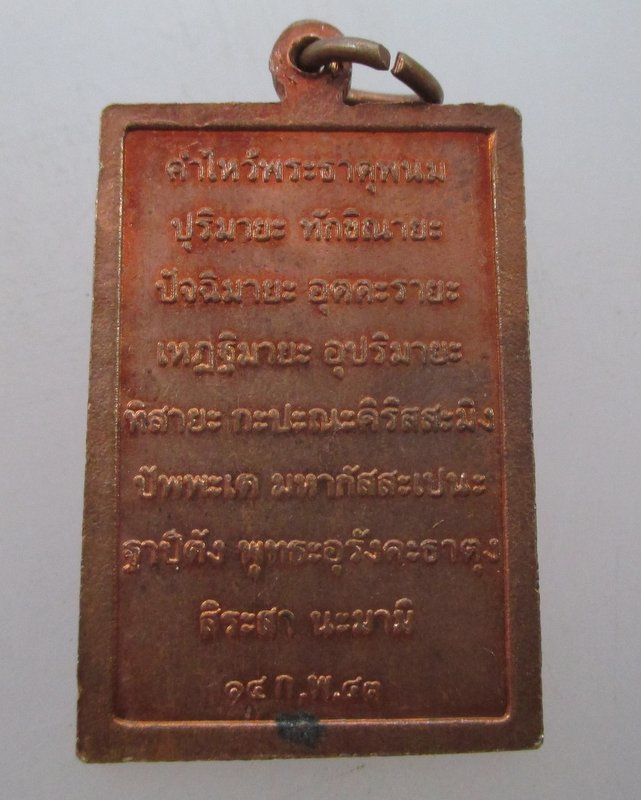 คำไหว้พระธาตุพนม
ปุริมายะ ทักขิณายะ
ปัจฉิมายะ อุตตะรายะ
เหฏฐิมายะ อุปริมายะ
ทิสายะ กะปะณะคิริสสะมิง
ปัพพะเต มหากัสสะเปนะ
ฐาปิตัง พุทธะอุรังคะธาตุง
สิระสา นะมามิ
๑๔ ก.พ.๔๓